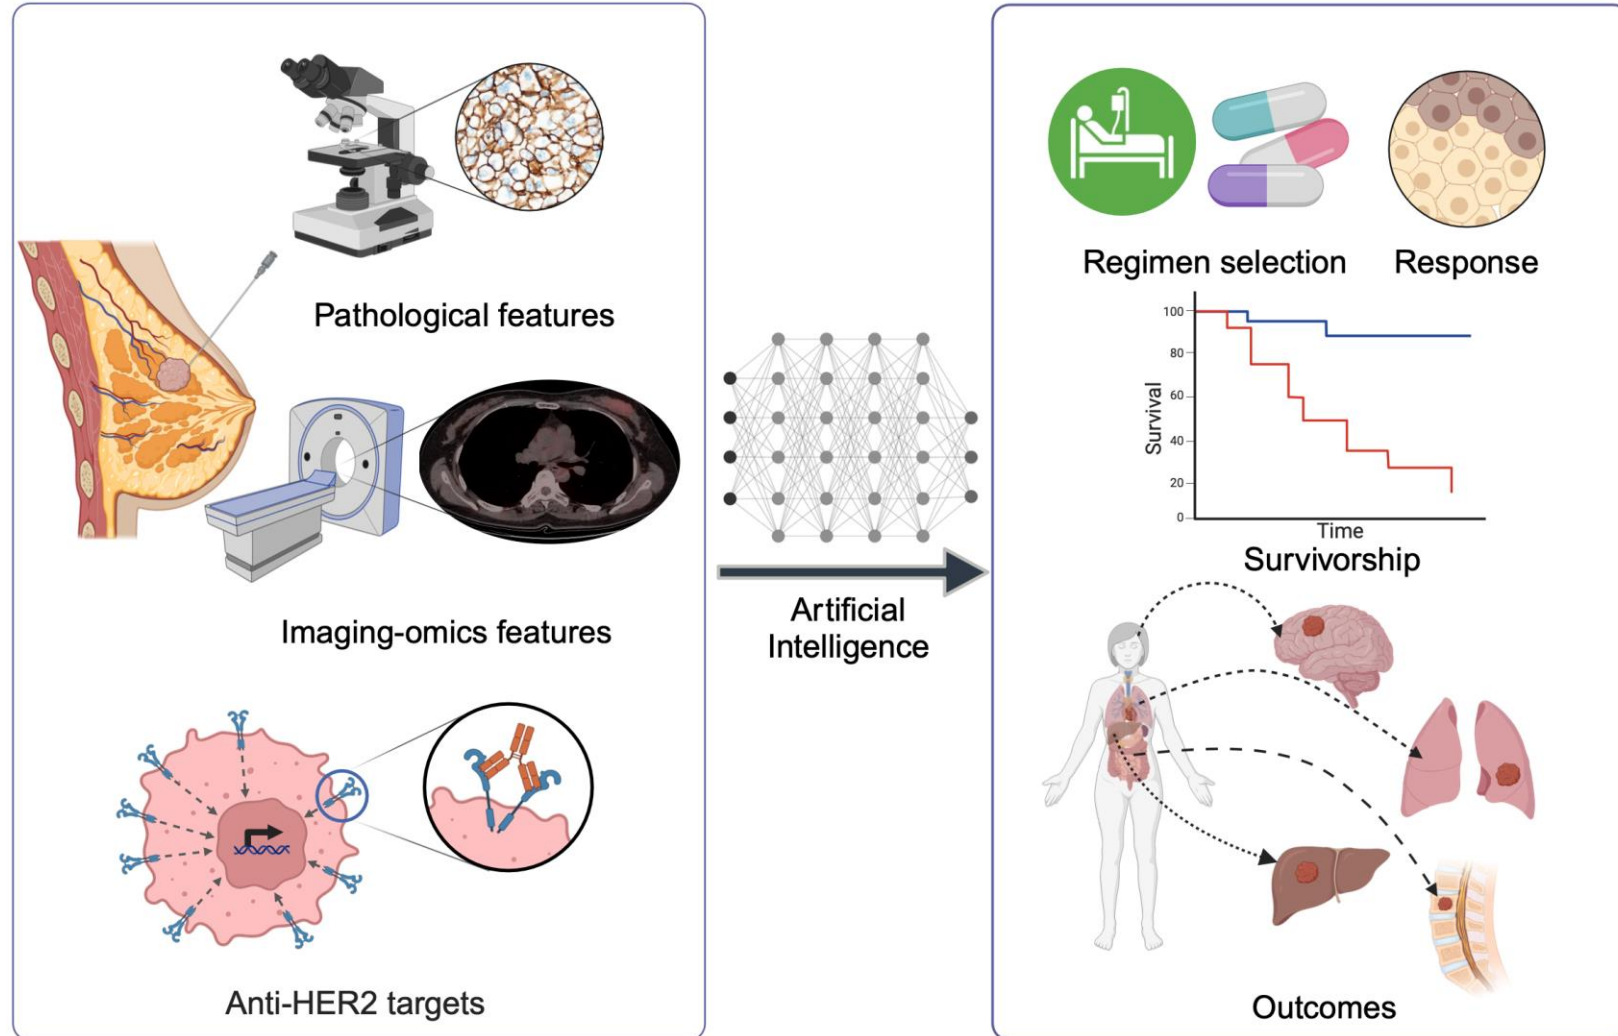 Pathological features
Imaging-omics features
Anti-HER2 targets
Artificial
Intelligence
Regimen selection
Response
100
80
60
40
20
0
Survival
Time
Survivorship
Outcomes